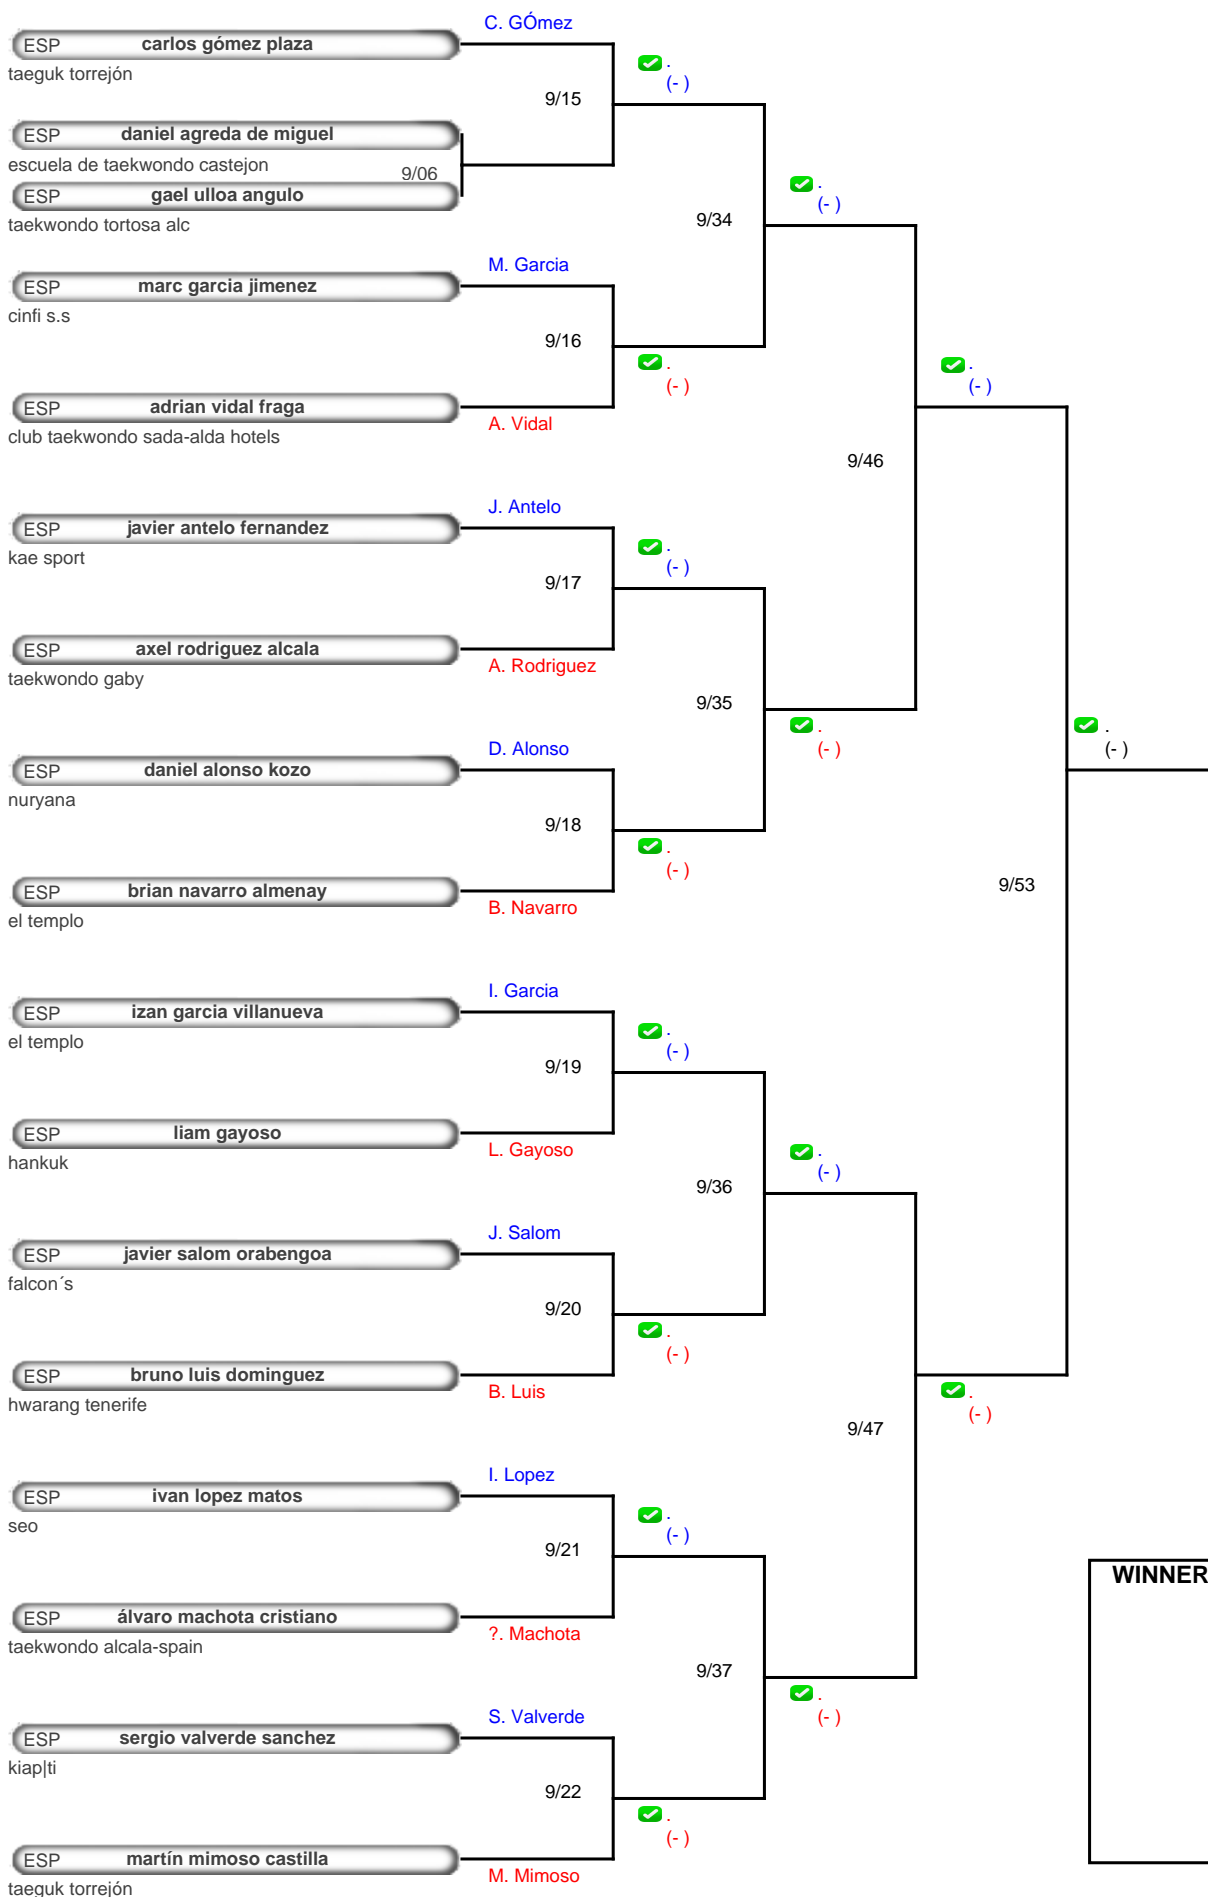 C. GÓmez
ESP carlos gómez plaza
taeguk torrejón
.
(- )
9/15
ESP daniel agreda de miguel
escuela de taekwondo castejon
9/06
ESP gael ulloa angulo
taekwondo tortosa alc
.
(- )
9/34
M. Garcia
ESP marc garcia jimenez
cinfi s.s
9/16
.
(- )
.
(- )
ESP adrian vidal fraga
A. Vidal
club taekwondo sada-alda hotels
9/46
J. Antelo
ESP javier antelo fernandez
kae sport
.
(- )
9/17
ESP axel rodriguez alcala
A. Rodriguez
taekwondo gaby
9/35
.
(- )
.
(- )
D. Alonso
ESP daniel alonso kozo
nuryana
9/18
.
(- )
ESP brian navarro almenay
B. Navarro
el templo
9/53
I. Garcia
ESP izan garcia villanueva
el templo
.
(- )
9/19
ESP liam gayoso
L. Gayoso
hankuk
.
(- )
9/36
J. Salom
ESP javier salom orabengoa
falcon´s
9/20
.
(- )
ESP bruno luis dominguez
B. Luis
hwarang tenerife
.
(- )
9/47
I. Lopez
ESP ivan lopez matos
seo
.
(- )
9/21
WINNER
ESP álvaro machota cristiano
?. Machota
taekwondo alcala-spain
9/37
.
(- )
S. Valverde
ESP sergio valverde sanchez
kiap|ti
9/22
.
(- )
ESP martín mimoso castilla
M. Mimoso
taeguk torrejón